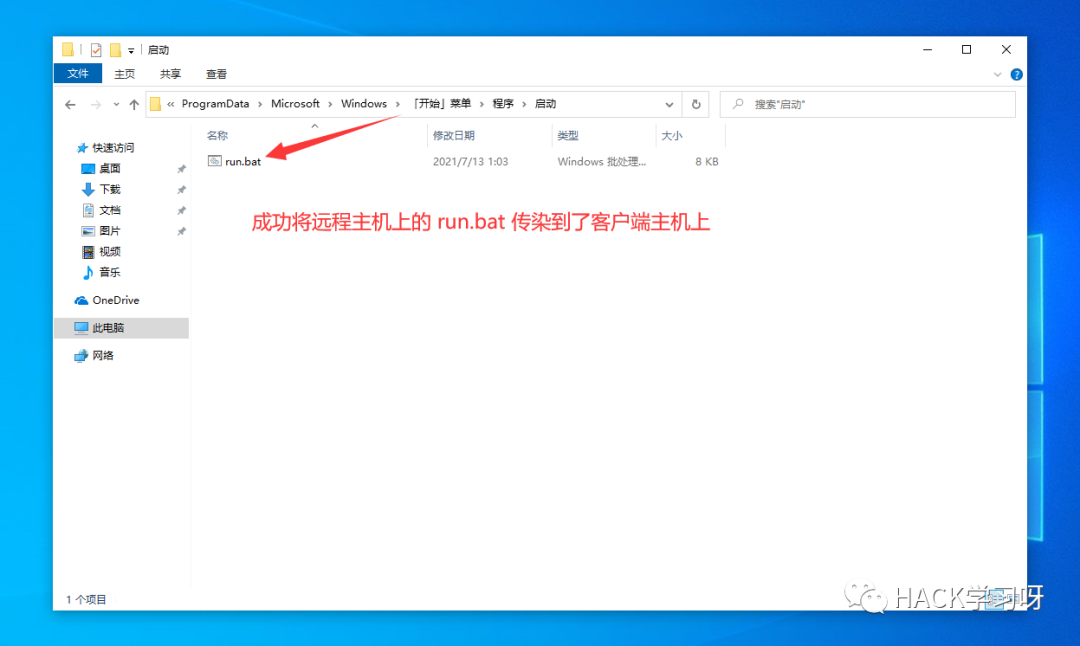 启动
文件 主页 共享 查看
« ProgramData › Microsoft › Windows › 「开始」菜单 › 程序 › 启动 搜索"启动"
名称 修改日期 类型 大小
run.bat 2021/7/13 1:03 Windows 批处理... 8 KB
快速访问
桌面
下载
文档
图片
视频
音乐
OneDrive
此电脑
网络
成功将远程主机上的 run.bat 传染到了客户端主机上
1 个项目
HACK学习呀